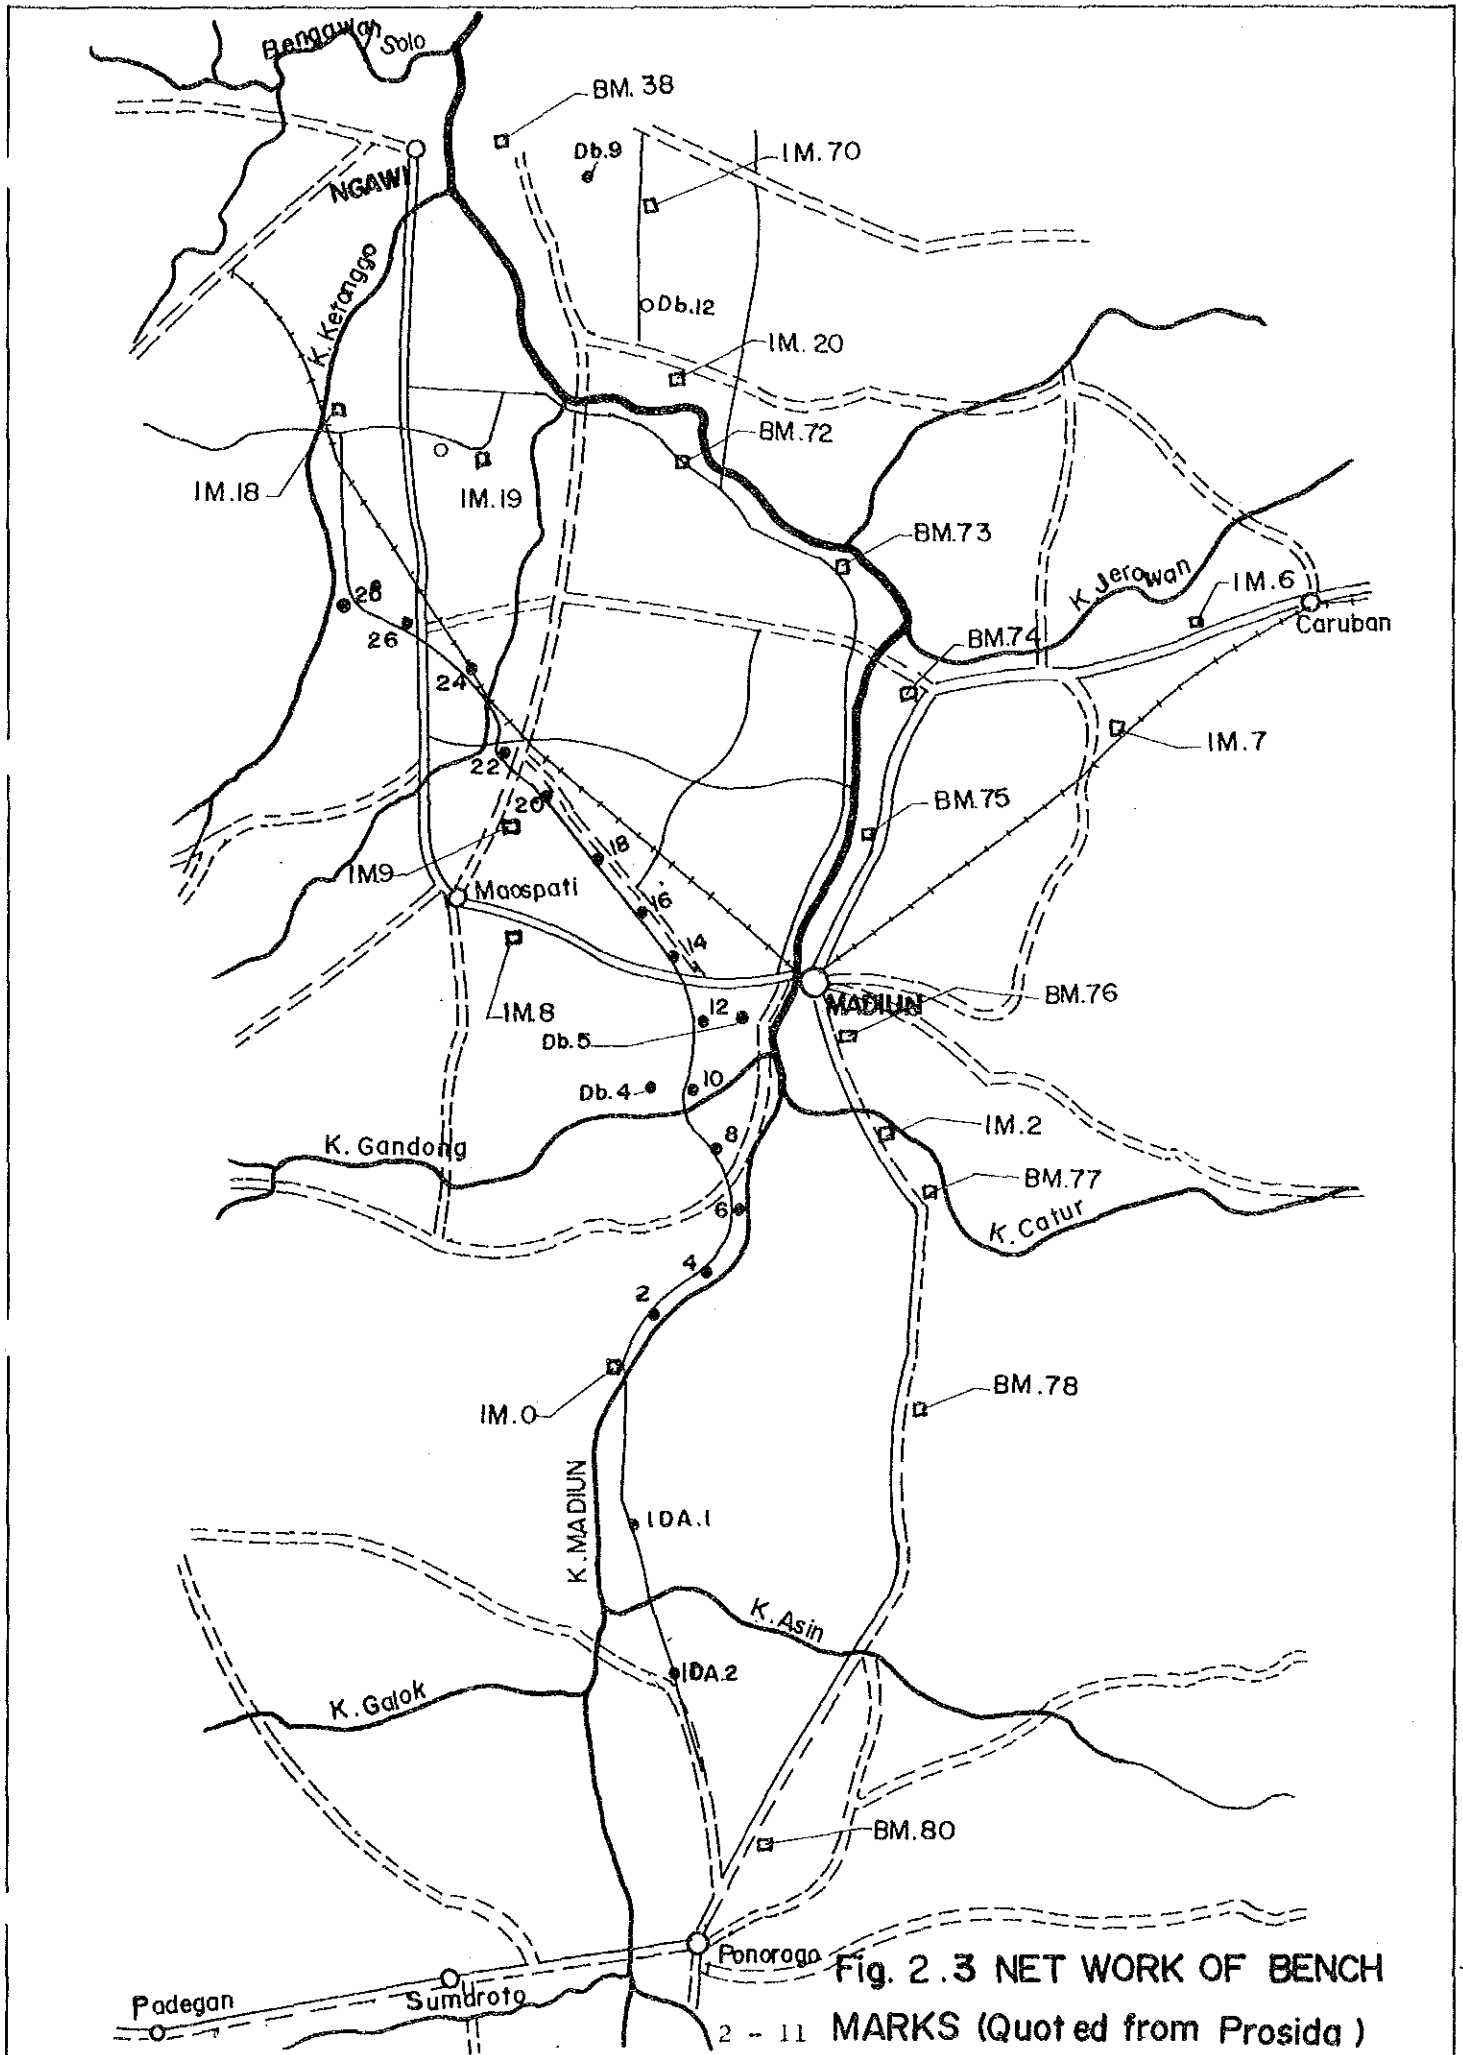 Bengawan Solo
BM. 38
Db.9
IM.70
NGAWI
K. Ketonggo
Db.12
IM. 20
BM.72
IM.18
IM.19
BM.73
K. Jerowan
IM.6
28
Caruban
26
BM.74
24
IM.7
22
20
BM.75
18
IM9
Maospati
16
14
MADIUN
BM.76
IM.8
12
Db.5
Db.4
10
IM.2
8
K. Gandong
BM.77
6
K. Catur
4
2
BM.78
IM.0
K. MADIUN
IDA.1
K. Asin
IDA.2
K. Galok
BM.80
Ponorogo
Padegan
Sumoroto
Fig. 2.3 NET WORK OF BENCH
MARKS (Quoted from Prosida)
2 - 11